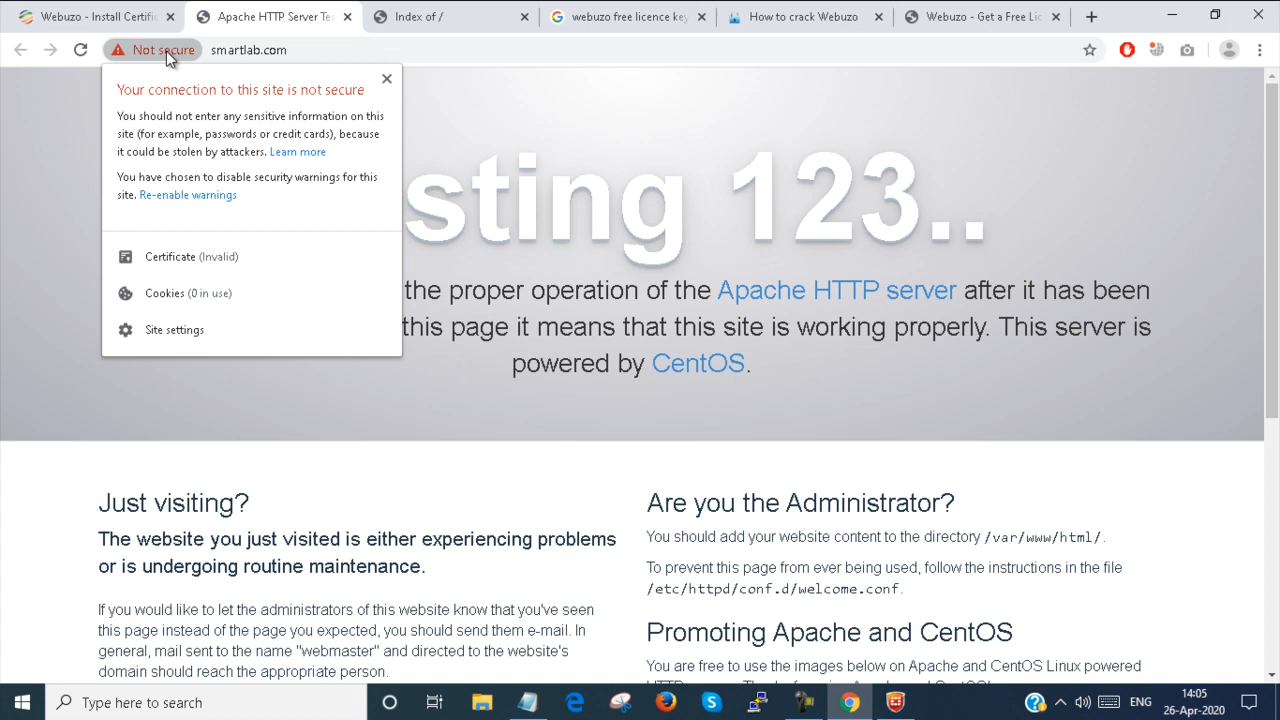 Webuzo - Install Certific
Apache HTTP Server Te
Index of /
webuzo free licence key
How to crack Webuzo
Webuzo - Get a Free Lic
Not secure
smartlab.com
Your connection to this site is not secure
You should not enter any sensitive information on this
site (for example, passwords or credit cards), because
it could be stolen by attackers. Learn more
You have chosen to disable security warnings for this
site. Re-enable warnings
Certificate (Invalid)
Cookies (0 in use)
Site settings
sting 123..
the proper operation of the Apache HTTP server after it has been
this page it means that this site is working properly. This server is
powered by CentOS.
Just visiting?
The website you just visited is either experiencing problems
or is undergoing routine maintenance.
If you would like to let the administrators of this website know that you've seen
this page instead of the page you expected, you should send them e-mail. In
general, mail sent to the name "webmaster" and directed to the website's
domain should reach the appropriate person.
Are you the Administrator?
You should add your website content to the directory /var/www/html/.
To prevent this page from ever being used, follow the instructions in the file
/etc/httpd/conf.d/welcome.conf.
Promoting Apache and CentOS
You are free to use the images below on Apache and CentOS Linux powered
Type here to search
ENG
14:05
26-Apr-2020